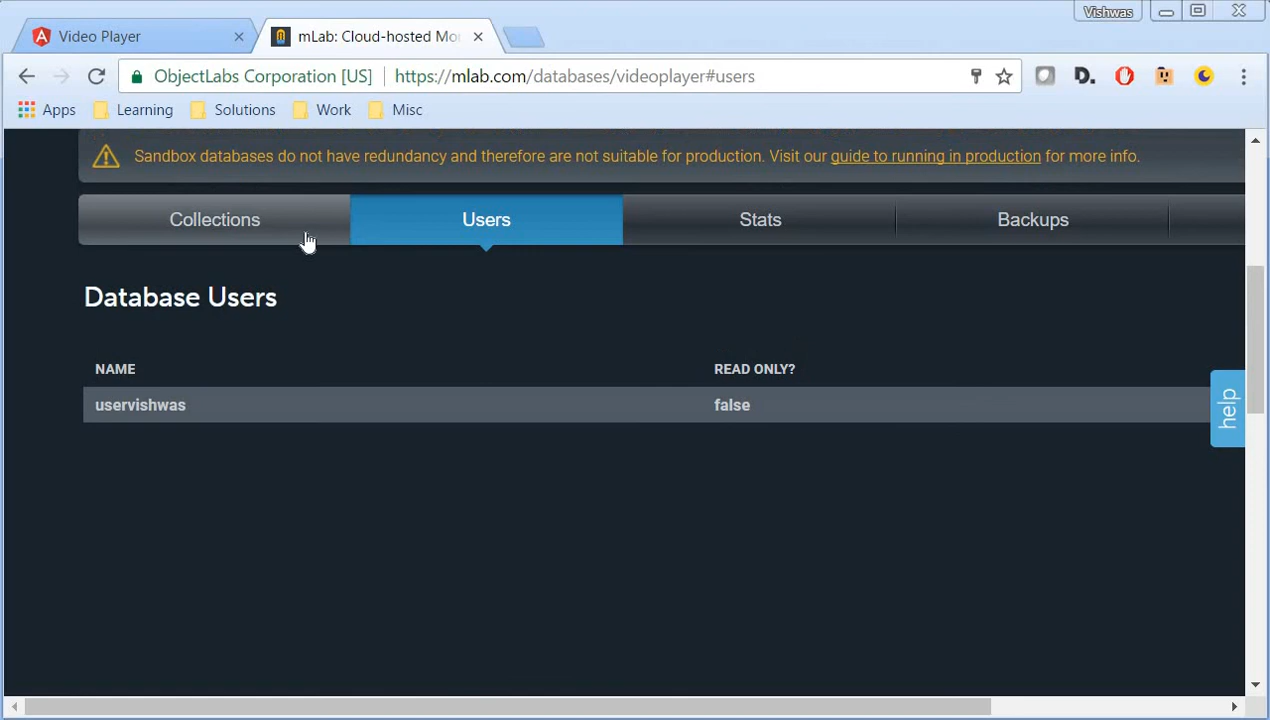 Vishwas
Video Player
mLab: Cloud-hosted Mo
ObjectLabs Corporation [US] https://mlab.com/databases/videoplayer#users
D.
Apps Learning Solutions Work Misc
Sandbox databases do not have redundancy and therefore are not suitable for production. Visit our guide to running in production for more info.
Collections Users Stats Backups
Database Users
NAME READ ONLY?
uservishwas false
help